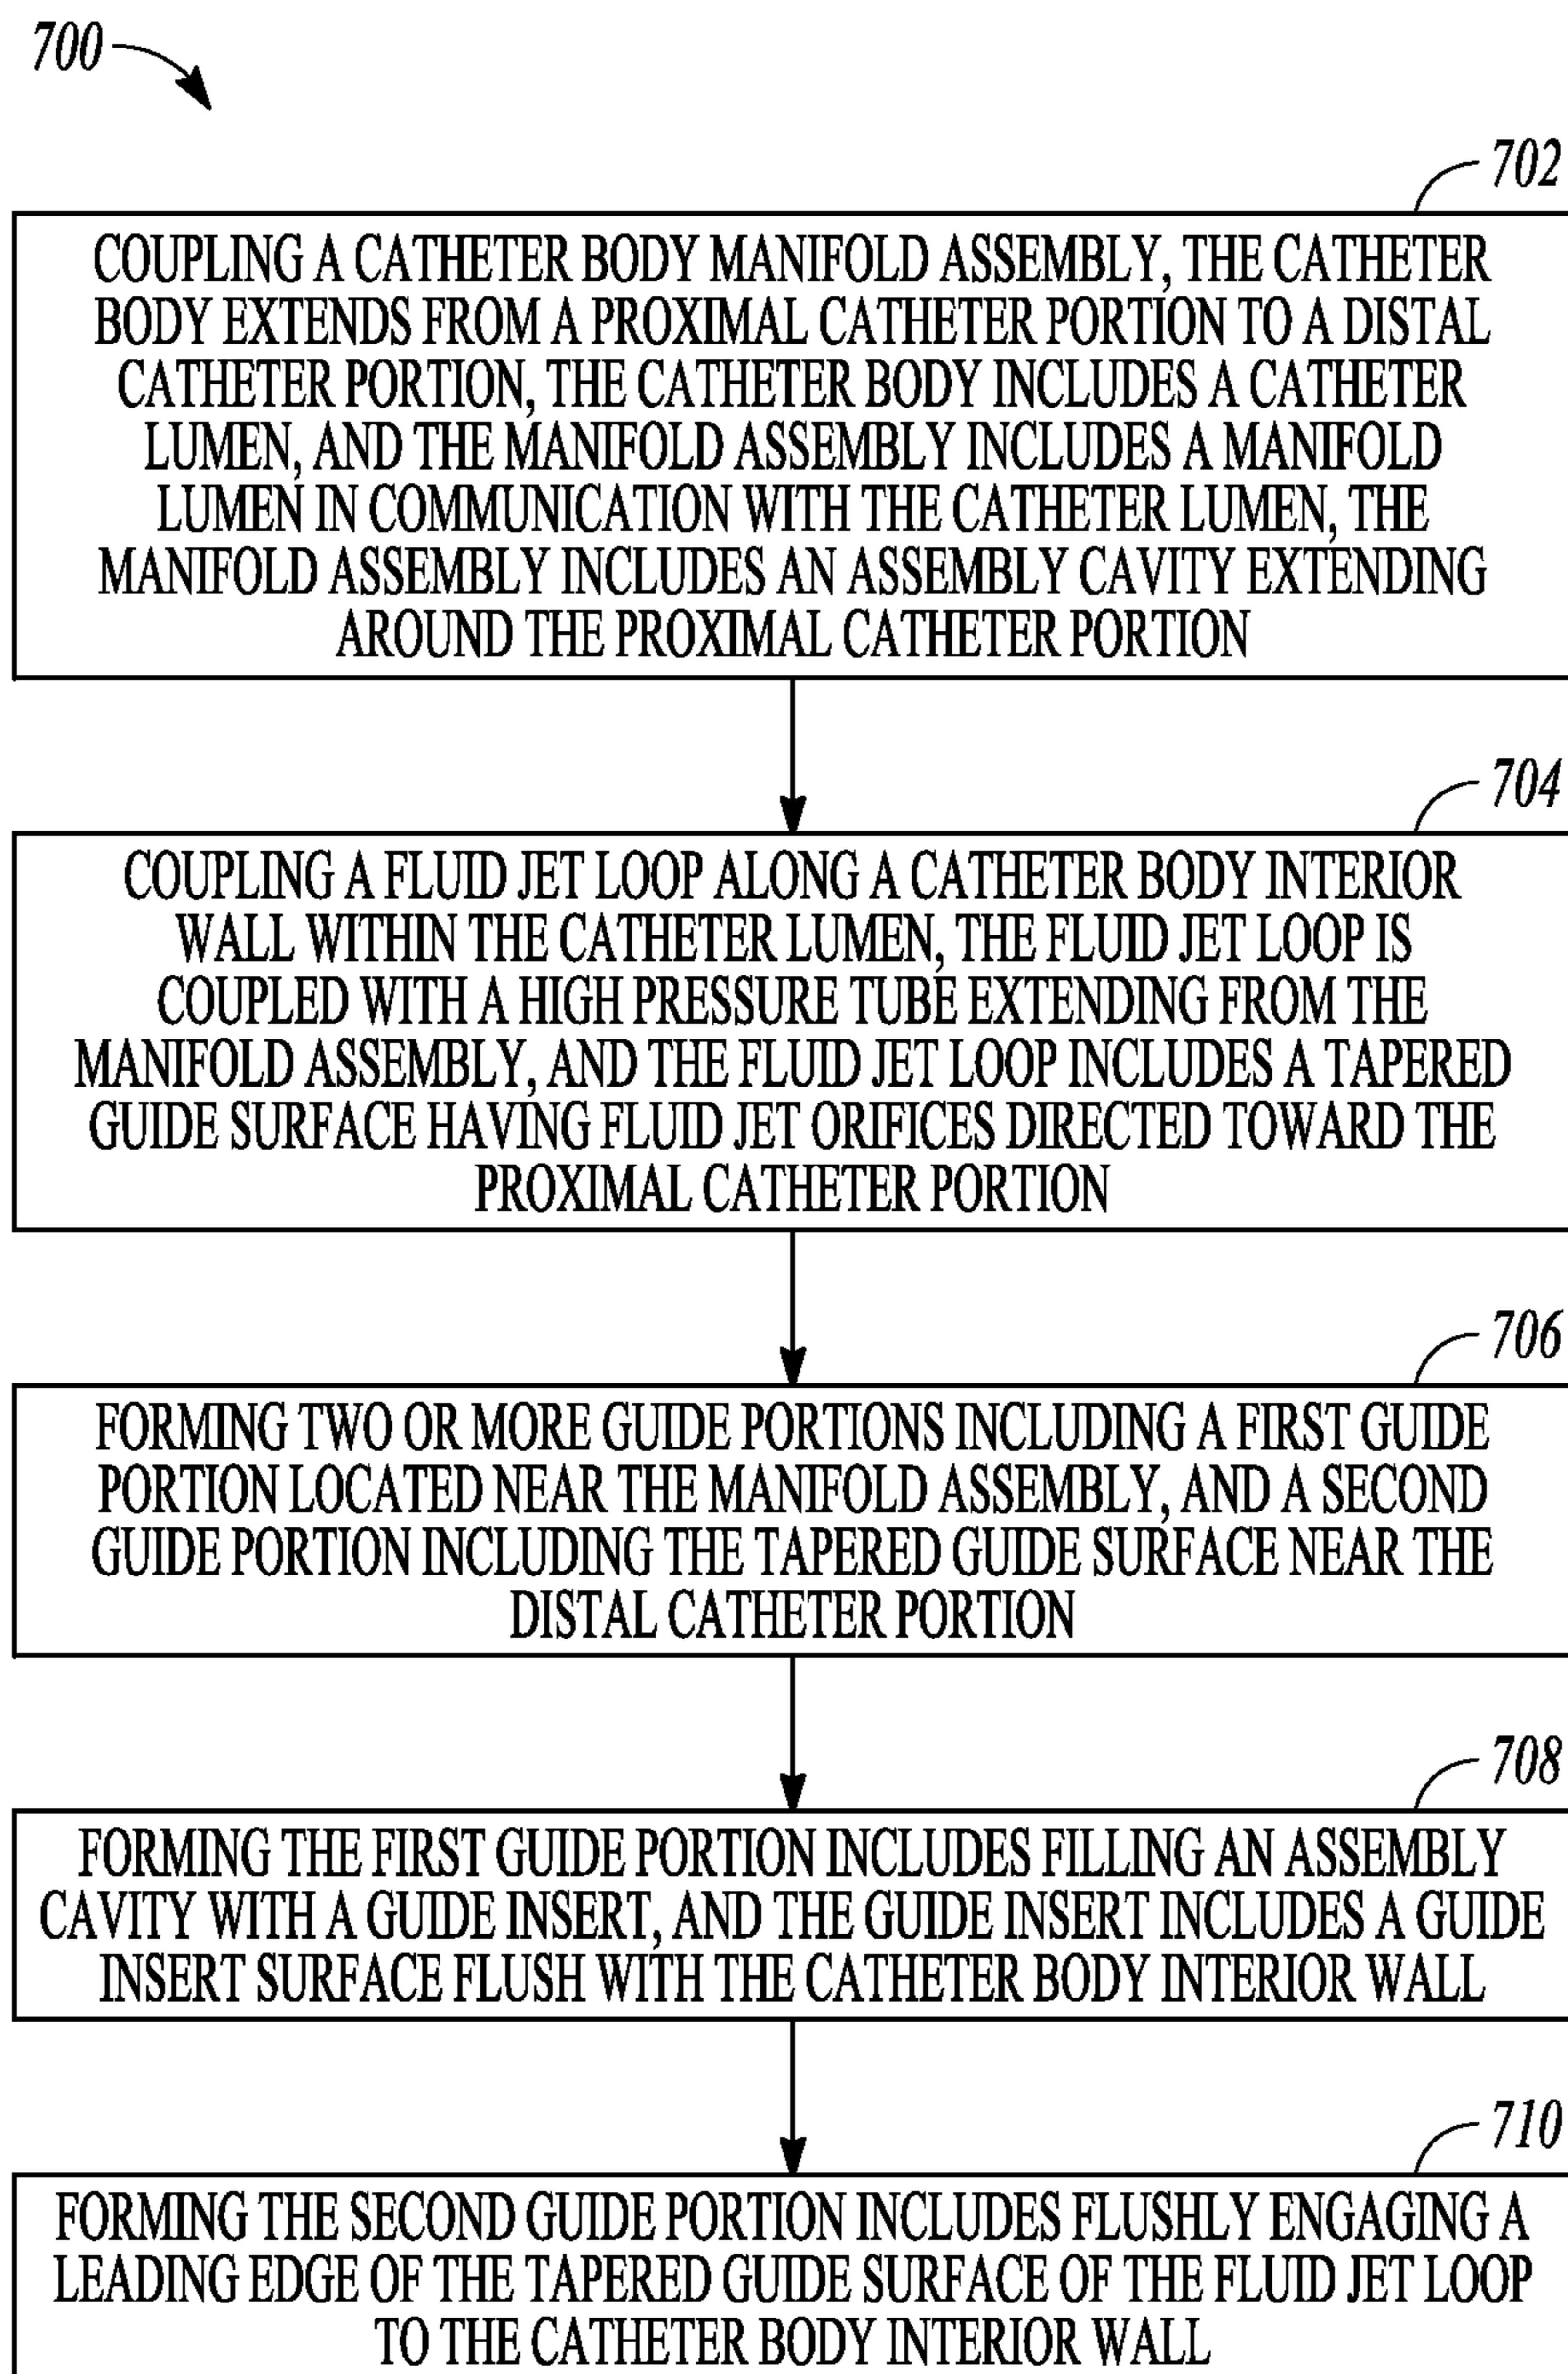 700
702
COUPLING A CATHETER BODY MANIFOLD ASSEMBLY, THE CATHETER
BODY EXTENDS FROM A PROXIMAL CATHETER PORTION TO A DISTAL
CATHETER PORTION, THE CATHETER BODY INCLUDES A CATHETER
LUMEN, AND THE MANIFOLD ASSEMBLY INCLUDES A MANIFOLD
LUMEN IN COMMUNICATION WITH THE CATHETER LUMEN, THE
MANIFOLD ASSEMBLY INCLUDES AN ASSEMBLY CAVITY EXTENDING
AROUND THE PROXIMAL CATHETER PORTION
704
COUPLING A FLUID JET LOOP ALONG A CATHETER BODY INTERIOR
WALL WITHIN THE CATHETER LUMEN, THE FLUID JET LOOP IS
COUPLED WITH A HIGH PRESSURE TUBE EXTENDING FROM THE
MANIFOLD ASSEMBLY, AND THE FLUID JET LOOP INCLUDES A TAPERED
GUIDE SURFACE HAVING FLUID JET ORIFICES DIRECTED TOWARD THE
PROXIMAL CATHETER PORTION
706
FORMING TWO OR MORE GUIDE PORTIONS INCLUDING A FIRST GUIDE
PORTION LOCATED NEAR THE MANIFOLD ASSEMBLY, AND A SECOND
GUIDE PORTION INCLUDING THE TAPERED GUIDE SURFACE NEAR THE
DISTAL CATHETER PORTION
708
FORMING THE FIRST GUIDE PORTION INCLUDES FILLING AN ASSEMBLY
CAVITY WITH A GUIDE INSERT, AND THE GUIDE INSERT INCLUDES A GUIDE
INSERT SURFACE FLUSH WITH THE CATHETER BODY INTERIOR WALL
710
FORMING THE SECOND GUIDE PORTION INCLUDES FLUSHLY ENGAGING A
LEADING EDGE OF THE TAPERED GUIDE SURFACE OF THE FLUID JET LOOP
TO THE CATHETER BODY INTERIOR WALL